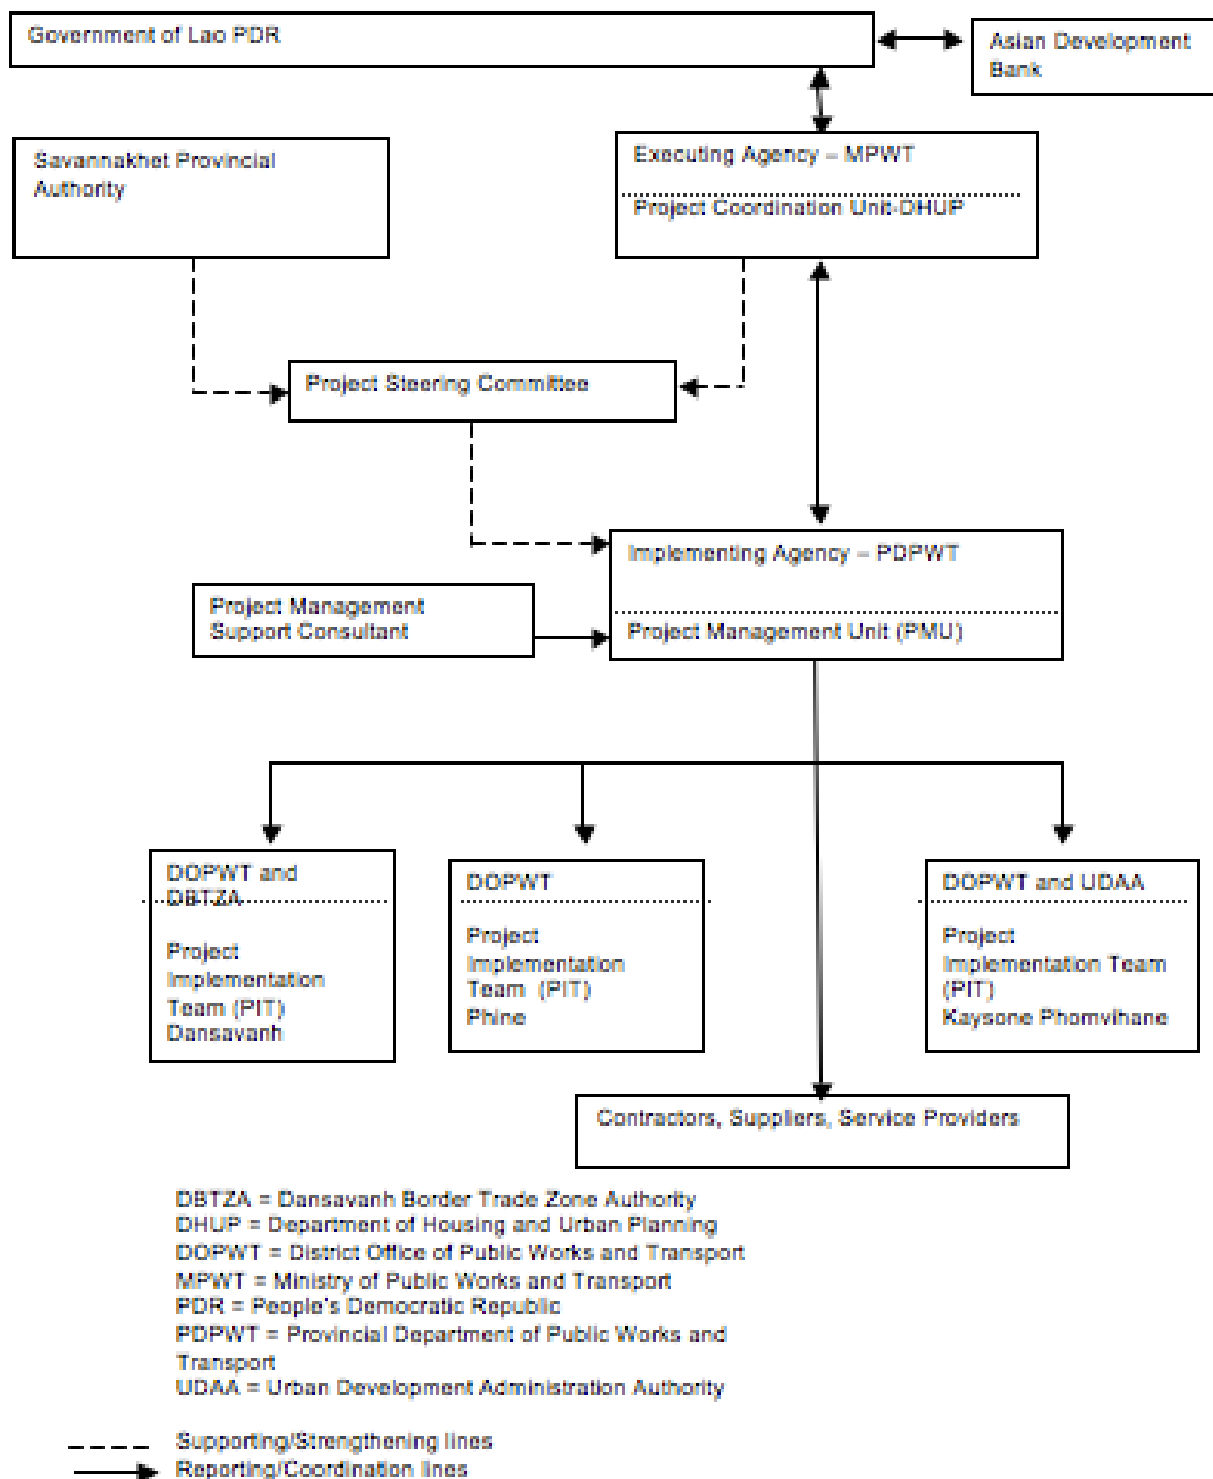 Government of Lao PDR
Asian Development
Bank
Savannakhet Provincial
Authority
Executing Agency – MPWT
Project Coordination Unit-DHUP
Project Steering Committee
Implementing Agency – PDPWT
Project Management Unit (PMU)
Project Management
Support Consultant
DOPWT and
DBTZA
Project
Implementation
Team (PIT)
Dansavanh
DOPWT
Project
Implementation
Team (PIT)
Phine
DOPWT and UDAA
Project
Implementation Team
(PIT)
Kaysone Phomvihane
Contractors, Suppliers, Service Providers
DBTZA = Dansavanh Border Trade Zone Authority
DHUP = Department of Housing and Urban Planning
DOPWT = District Office of Public Works and Transport
MPWT = Ministry of Public Works and Transport
PDR = People's Democratic Republic
PDPWT = Provincial Department of Public Works and
Transport
UDAA = Urban Development Administration Authority
Supporting/Strengthening lines
Reporting/Coordination lines